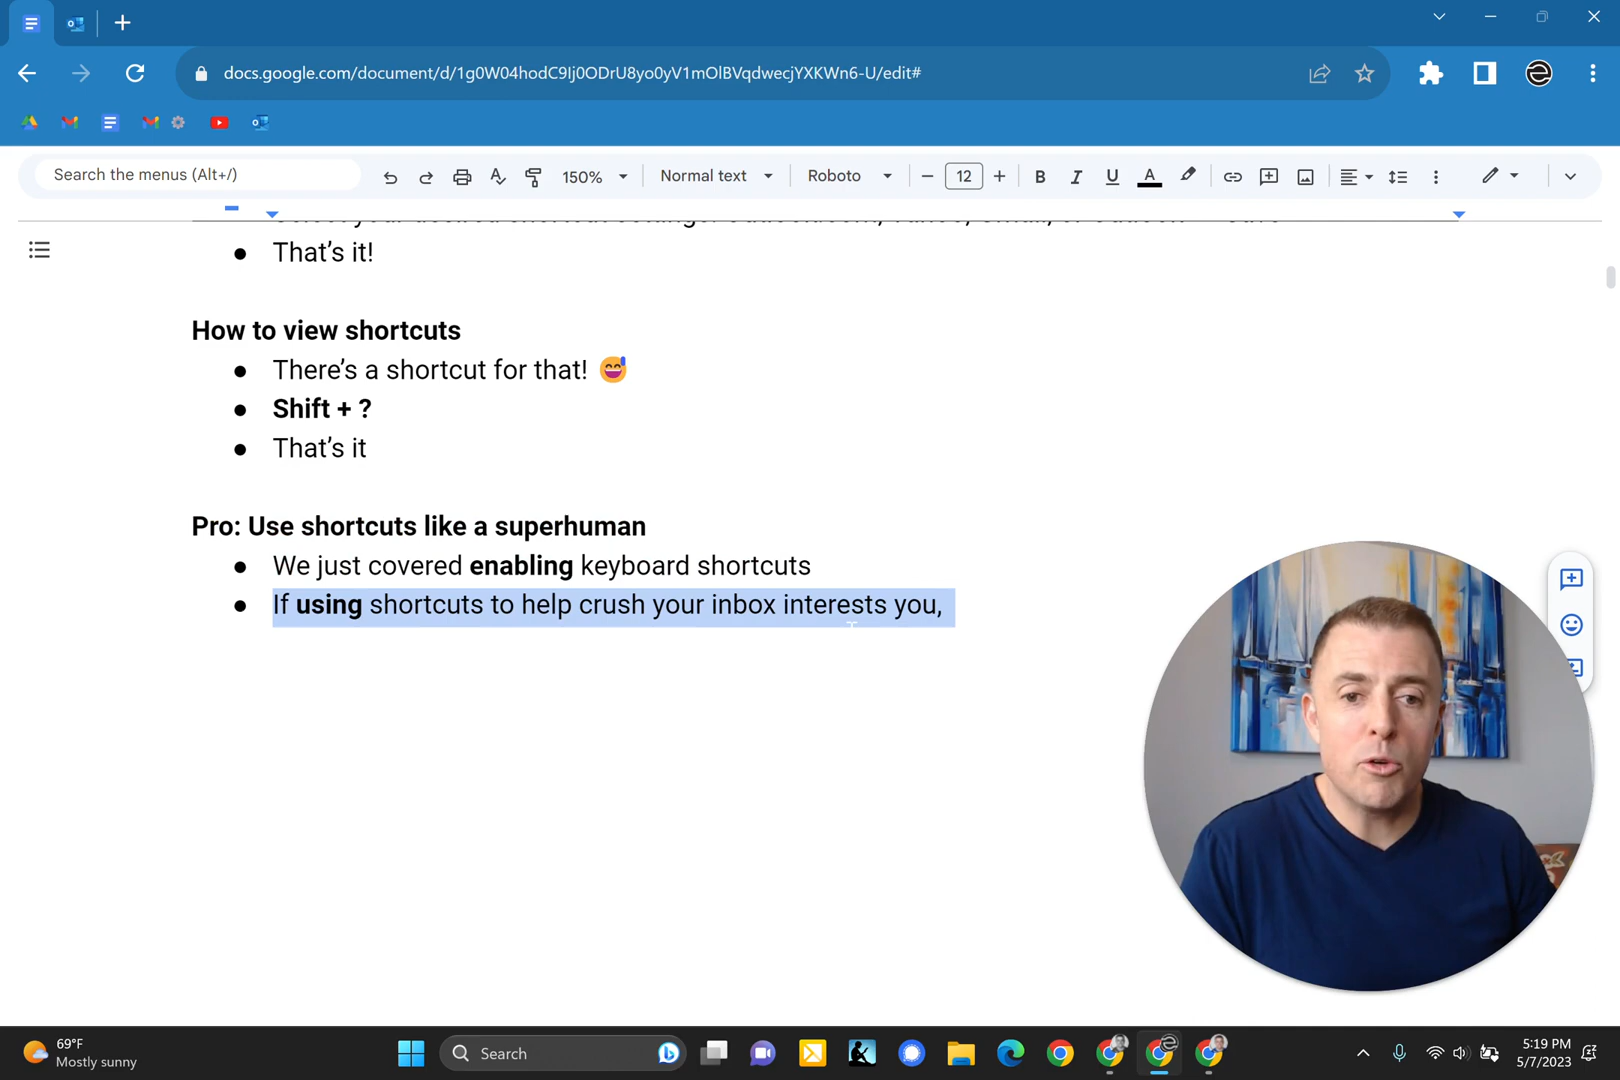 docs.google.com/document/d/1g0W04hodC9Ij0ODrU8yo0yV1mOlBVqdwecjYXKWn6-U/edit#
Search the menus (Alt+/)
150%
Normal text
Roboto
12
That’s it!
How to view shortcuts
There’s a shortcut for that! 😅
Shift + ?
That’s it
Pro: Use shortcuts like a superhuman
We just covered enabling keyboard shortcuts
If using shortcuts to help crush your inbox interests you,
69°F
Mostly sunny
Search
5:19 PM
5/7/2023